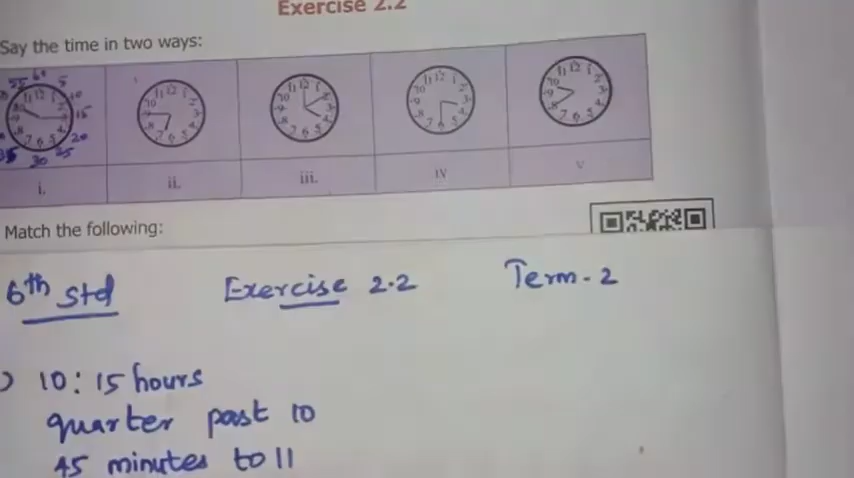 Exercise 2.2
Say the time in two ways:
i. ii. iii. iv v
Match the following:
6th Std Exercise 2.2 Term-2
) 10:15 hours
quarter past 10
45 minutes to 11